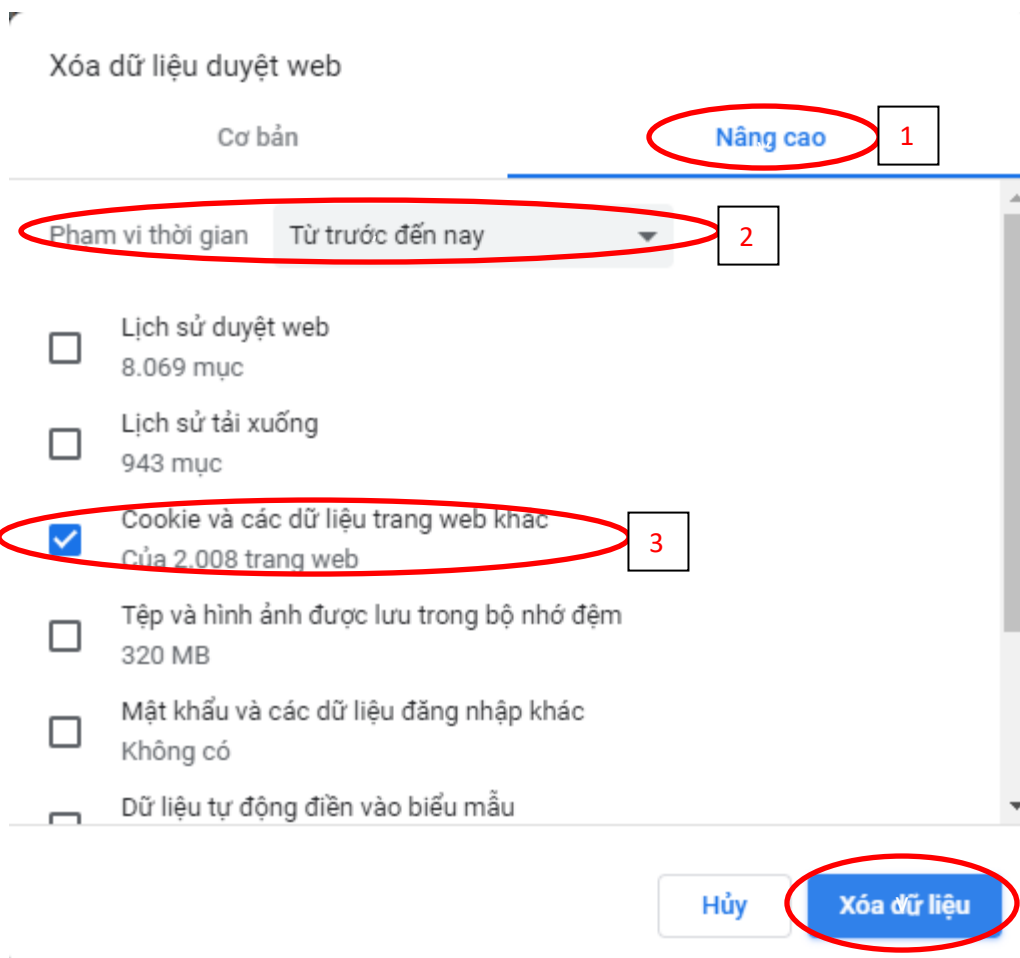 Xóa dữ liệu duyệt web
Cơ bản
Nâng cao
1
Phạm vi thời gian
Từ trước đến nay
2
Lịch sử duyệt web
8.069 mục
Lịch sử tải xuống
943 mục
Cookie và các dữ liệu trang web khác
Của 2.008 trang web
3
Tệp và hình ảnh được lưu trong bộ nhớ đệm
320 MB
Mật khẩu và các dữ liệu đăng nhập khác
Không có
Dữ liệu tự động điền vào biểu mẫu
Hủy
Xóa dữ liệu